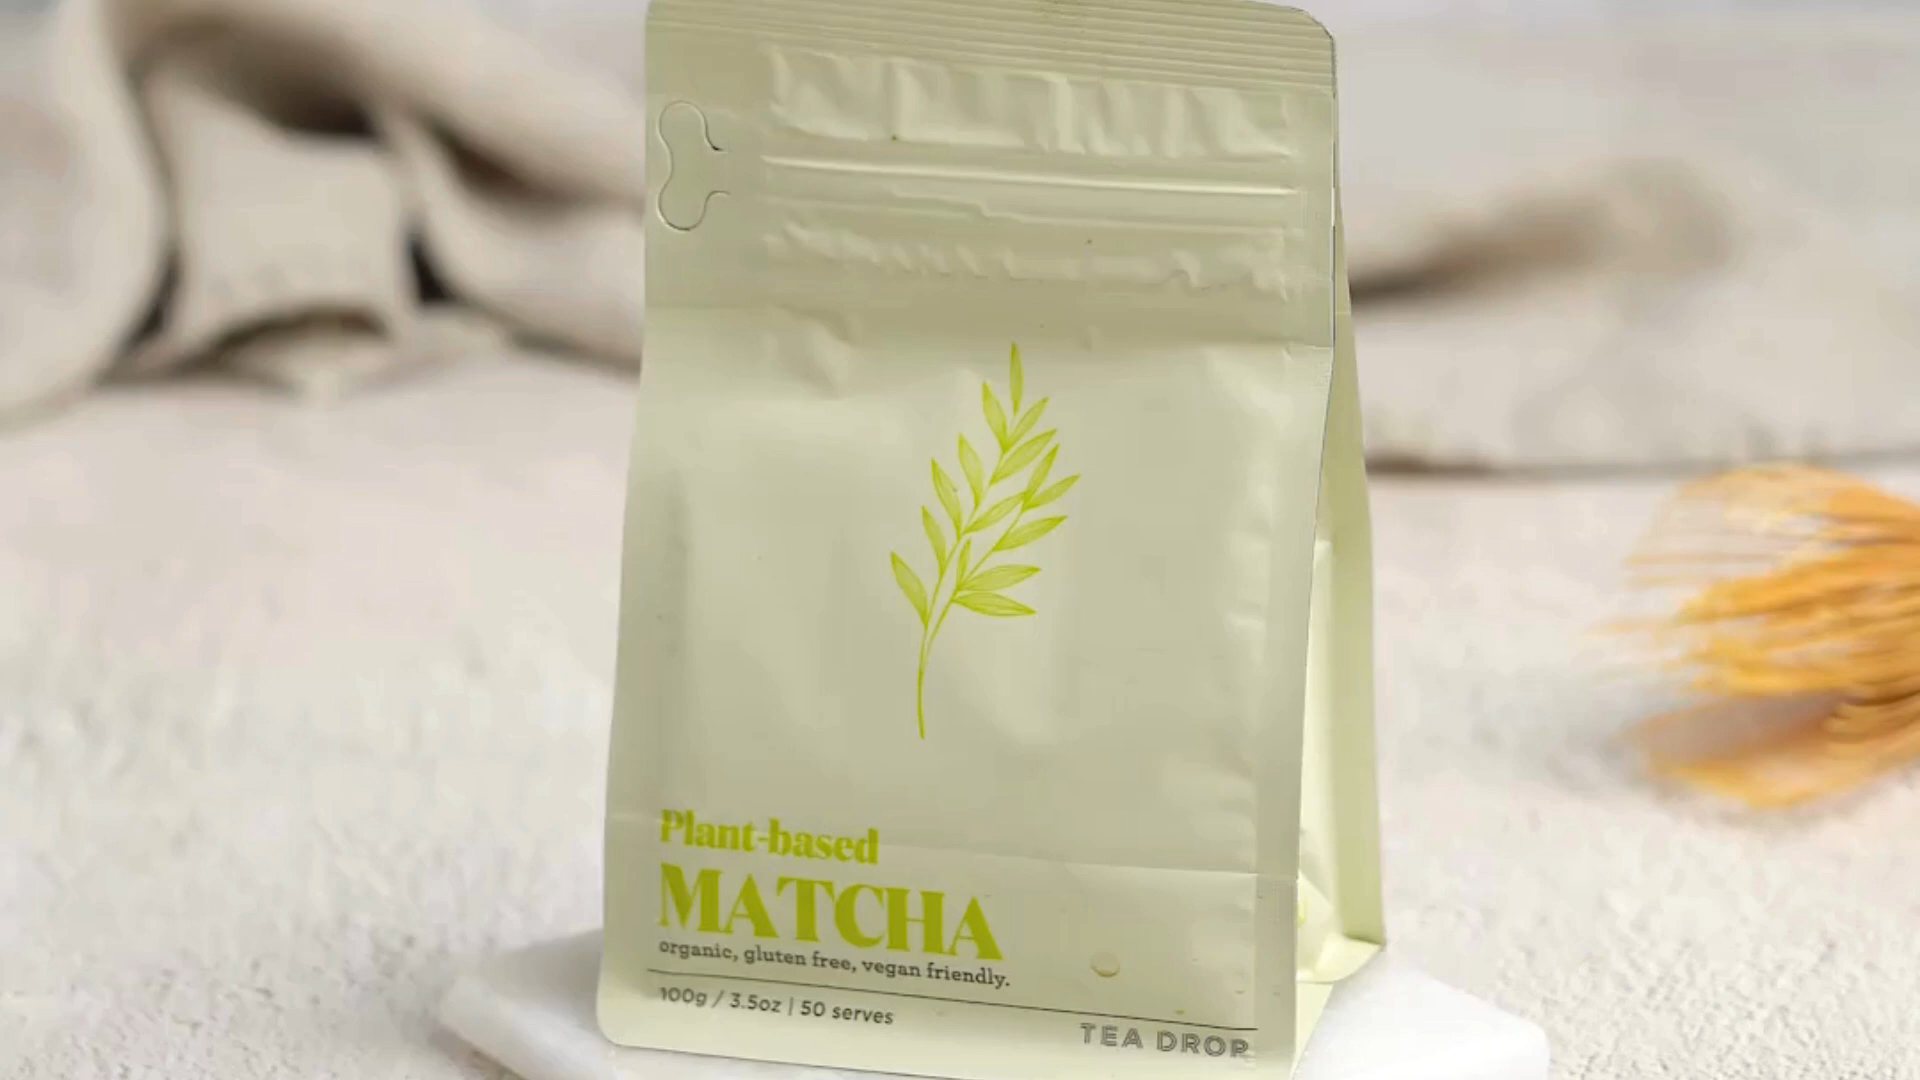 Plant-based
MATCHA
organic, gluten free, vegan friendly.
100g / 3.5oz | 50 serves
TEA DROP